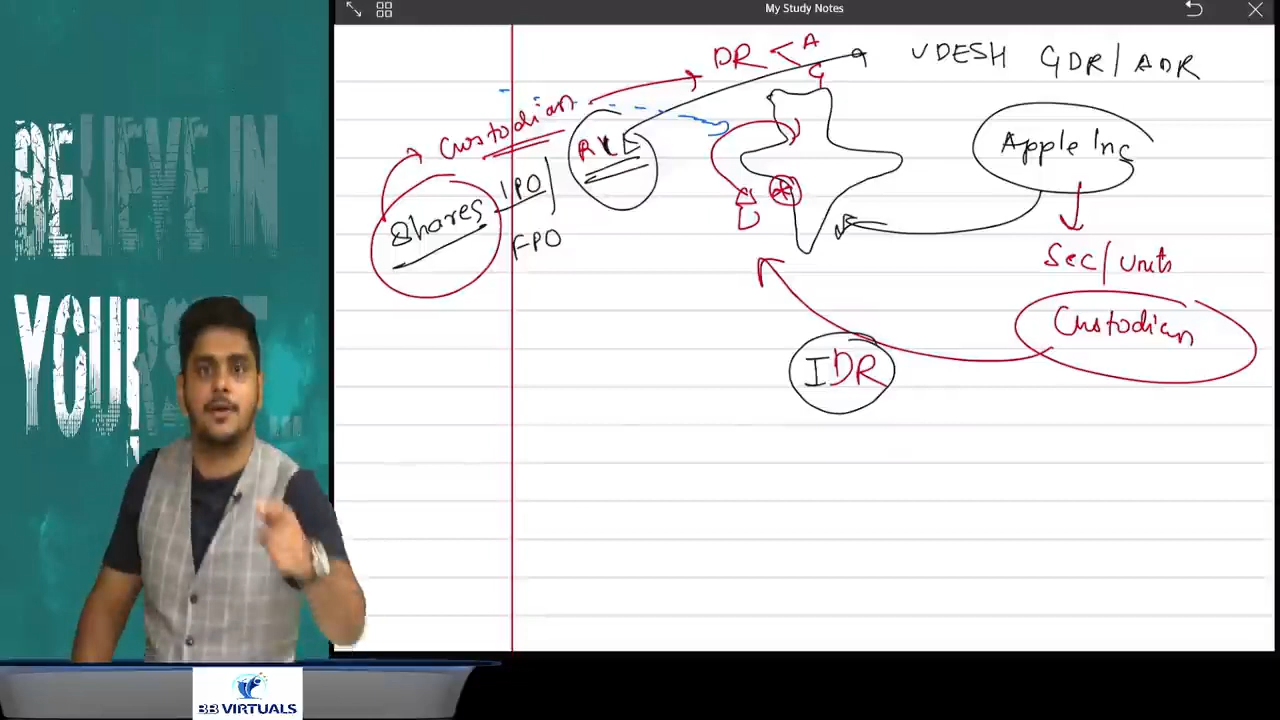 My Study Notes
BELIEVE IN
YOURSELF
DR < A
G
VDESH GDR/ADR
Custodian
RIL
Apple Inc
Shares
IPO
FPO
Sec/units
Custodian
IDR
BB VIRTUALS